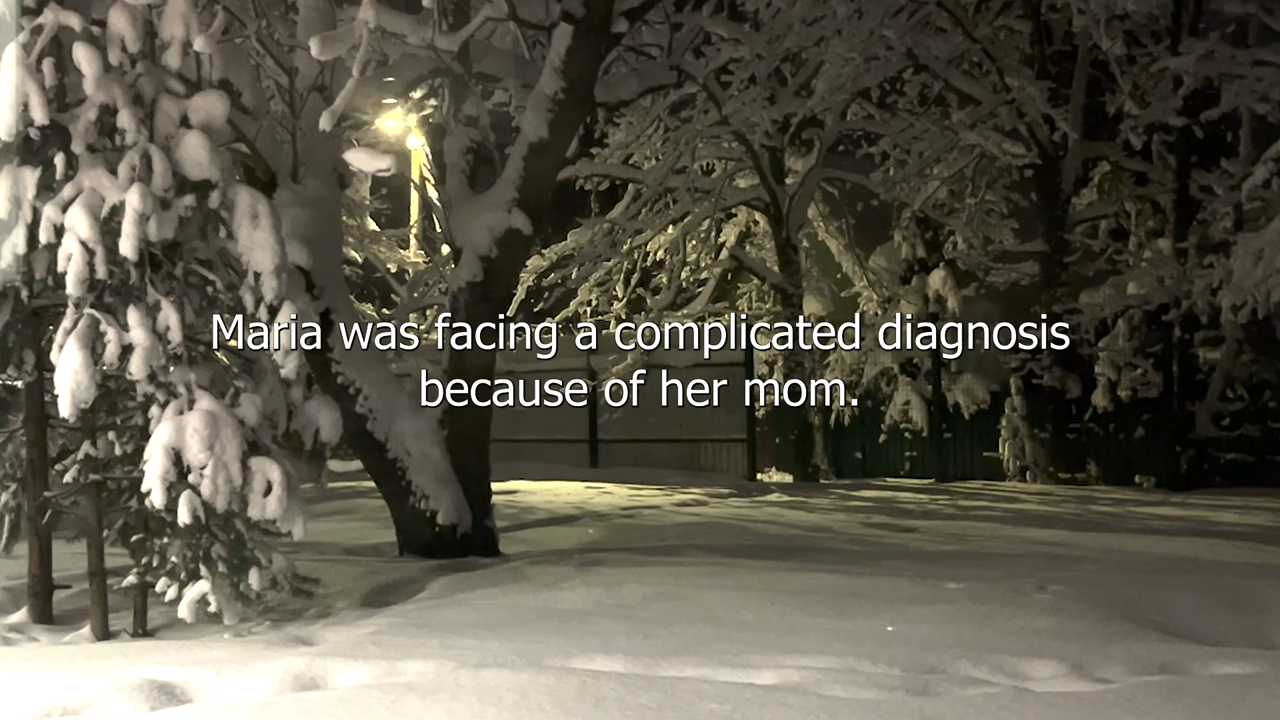 Maria was facing a complicated diagnosis
because of her mom.